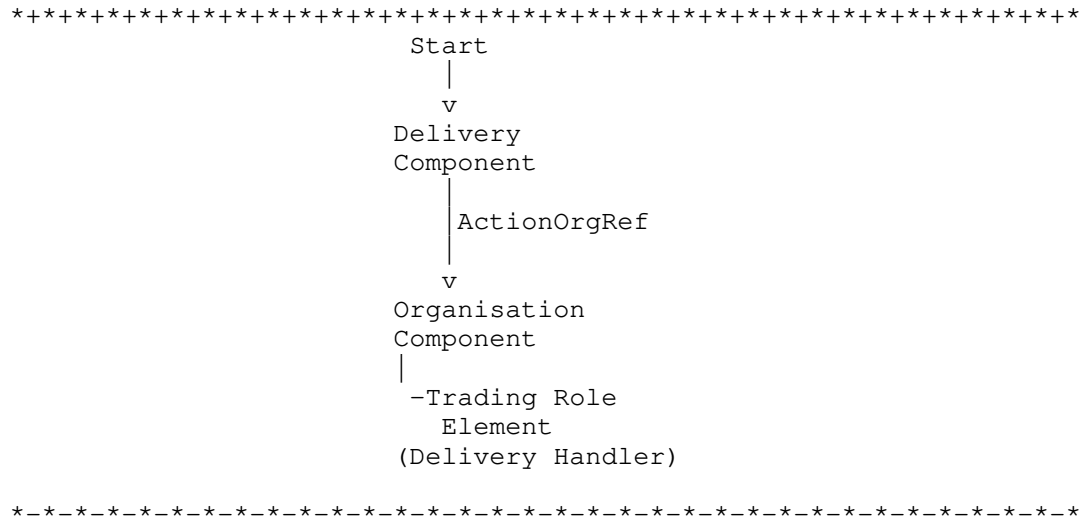 *+*+*+*+*+*+*+*+*+*+*+*+*+*+*+*+*+*+*+*+*+*+*+*+*+*+*+*+*+*+*+*+*+*+*
Start
|
v
Delivery
Component
|
|ActionOrgRef
|
v
Organisation
Component
|
-Trading Role
Element
(Delivery Handler)
*-*-*-*-*-*-*-*-*-*-*-*-*-*-*-*-*-*-*-*-*-*-*-*-*-*-*-*-*-*-*-*-*-*-*